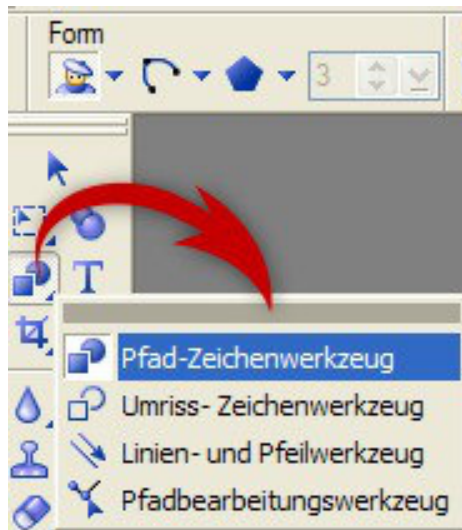 Form
3
T
Pfad-Zeichenwerkzeug
Umriss- Zeichenwerkzeug
Linien- und Pfeilwerkzeug
Pfadbearbeitungswerkzeug